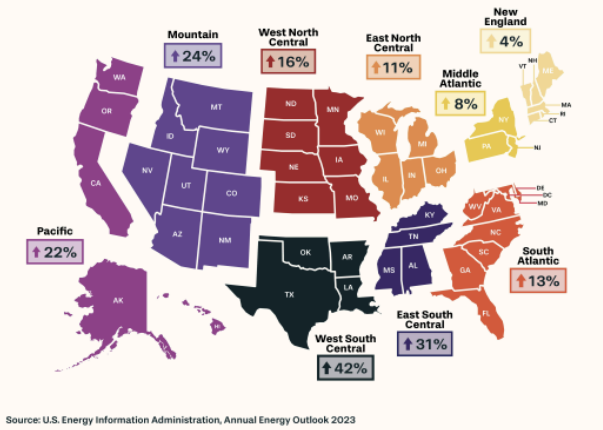 New
England
↑ 4%
Mountain
↑ 24%
West North
Central
↑ 16%
East North
Central
↑ 11%
Middle
Atlantic
↑ 8%
WA
OR
CA
MT
ID
WY
NV
UT
CO
AZ
NM
ND
MN
SD
IA
NE
KS
MO
WI
MI
IL
IN
OH
NY
PA
NJ
VT
NH
ME
MA
RI
CT
DE
DC
MD
WV
VA
NC
SC
GA
FL
KY
TN
MS
AL
OK
AR
TX
LA
Pacific
↑ 22%
AK
HI
South
Atlantic
↑ 13%
East South
Central
↑ 31%
West South
Central
↑ 42%
Source: U.S. Energy Information Administration, Annual Energy Outlook 2023